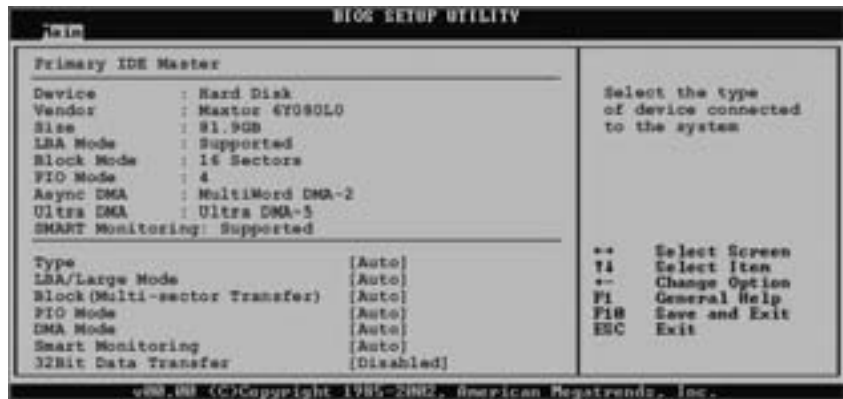 BIOS SETUP UTILITY
Main
Primary IDE Master
Device : Hard Disk
Vendor : Maxtor 6Y080L0
Size : 81.9GB
LBA Mode : Supported
Block Mode : 16 Sectors
PIO Mode : 4
Async DMA : MultiWord DMA-2
Ultra DMA : Ultra DMA-5
SMART Monitoring: Supported
Type [Auto]
LBA/Large Mode [Auto]
Block(Multi-sector Transfer) [Auto]
PIO Mode [Auto]
DMA Mode [Auto]
Smart Monitoring [Auto]
32Bit Data Transfer [Disabled]
Select the type
of device connected
to the system
←→ Select Screen
↑↓ Select Item
+- Change Option
F1 General Help
F10 Save and Exit
ESC Exit
(C)Copyright 1985-2002, American Megatrends, Inc.